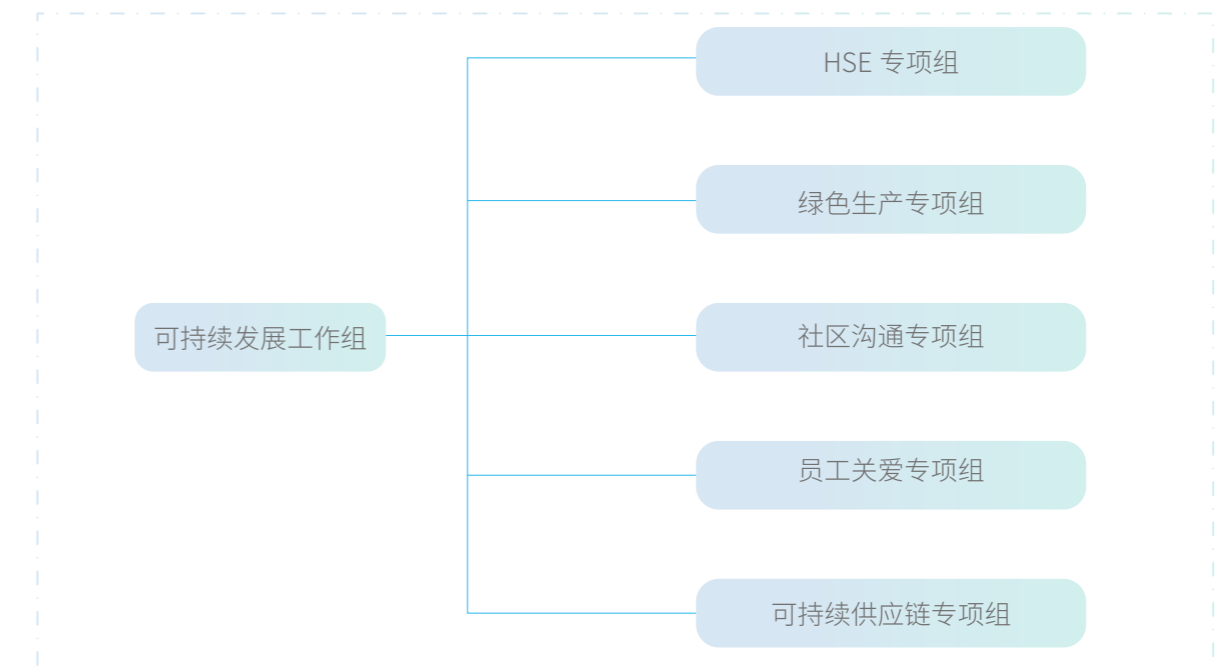 HSE 专项组
绿色生产专项组
可持续发展工作组
社区沟通专项组
员工关爱专项组
可持续供应链专项组